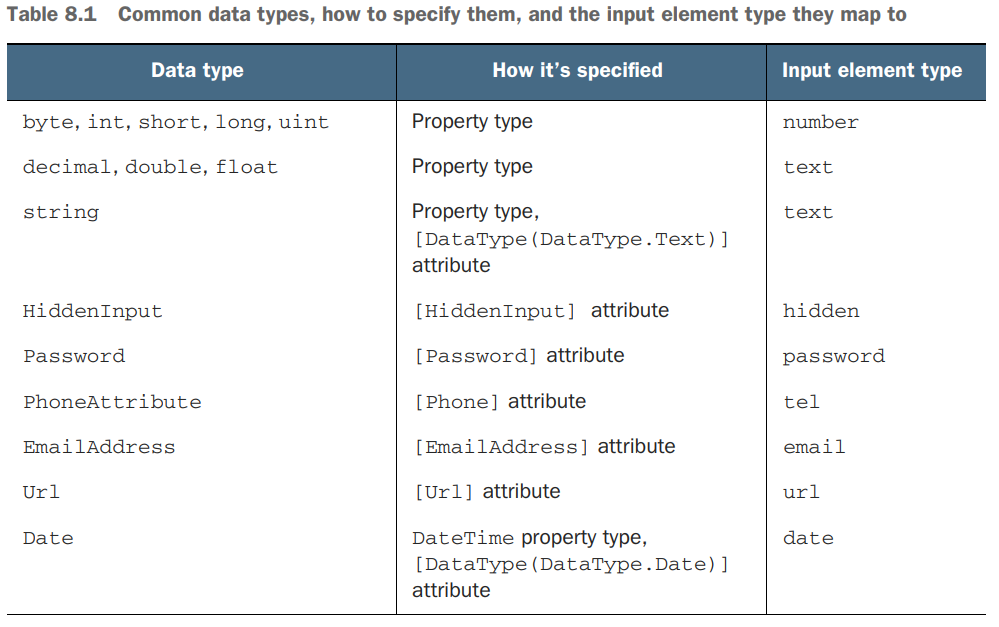 Table 8.1 Common data types, how to specify them, and the input element type they map to
Data type How it's specified Input element type
byte, int, short, long, uint Property type number
decimal, double, float Property type text
string Property type, text
[DataType(DataType.Text)]
attribute
HiddenInput [HiddenInput] attribute hidden
Password [Password] attribute password
PhoneAttribute [Phone] attribute tel
EmailAddress [EmailAddress] attribute email
Url [Url] attribute url
Date DateTime property type, date
[DataType(DataType.Date)]
attribute